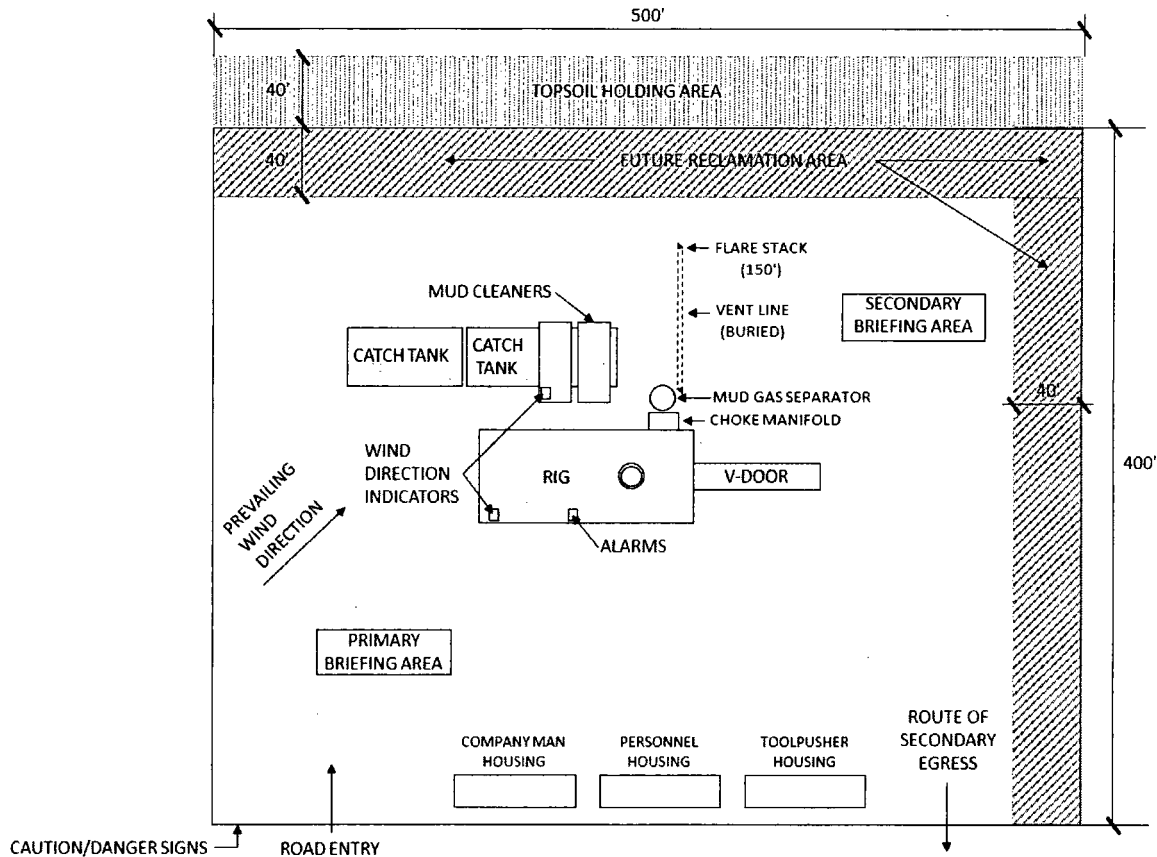 500'
40'
TOPSOIL HOLDING AREA
40'
FUTURE RECLAMATION AREA
FLARE STACK
(150')
MUD CLEANERS
VENT LINE
(BURIED)
SECONDARY
BRIEFING AREA
CATCH TANK
CATCH
TANK
40'
MUD GAS SEPARATOR
CHOKE MANIFOLD
WIND
DIRECTION
INDICATORS
RIG
V-DOOR
400'
PREVAILING
WIND
DIRECTION
ALARMS
PRIMARY
BRIEFING AREA
ROUTE OF
SECONDARY
EGRESS
COMPANY MAN
HOUSING
PERSONNEL
HOUSING
TOOLPUSHER
HOUSING
CAUTION/DANGER SIGNS
ROAD ENTRY